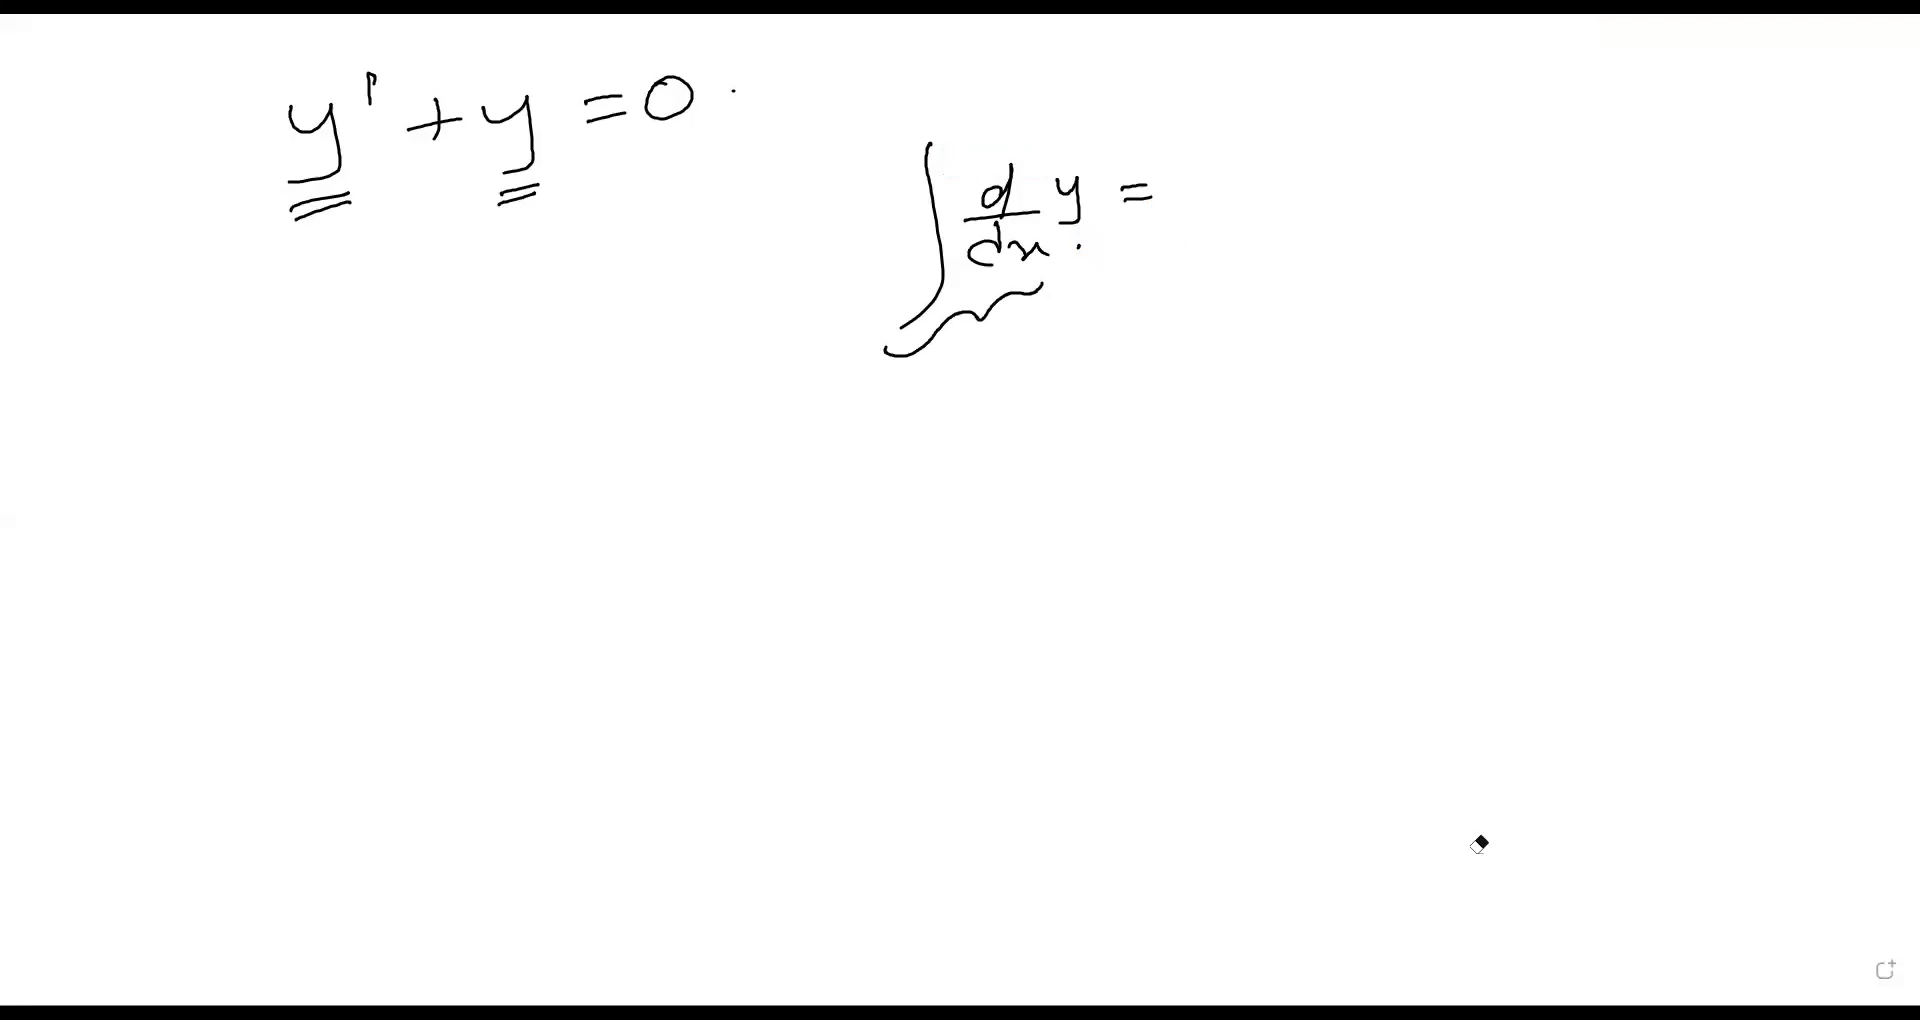 y' + y = 0
∫ d/dx y =